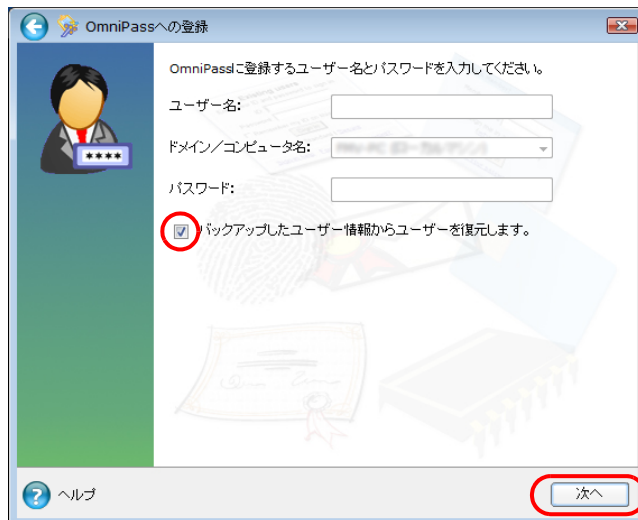 OmniPassへの登録
OmniPassに登録するユーザー名とパスワードを入力してください。
ユーザー名:
ドメイン／コンピュータ名:
パスワード:
****
バックアップしたユーザー情報からユーザーを復元します。
ヘルプ
次へ